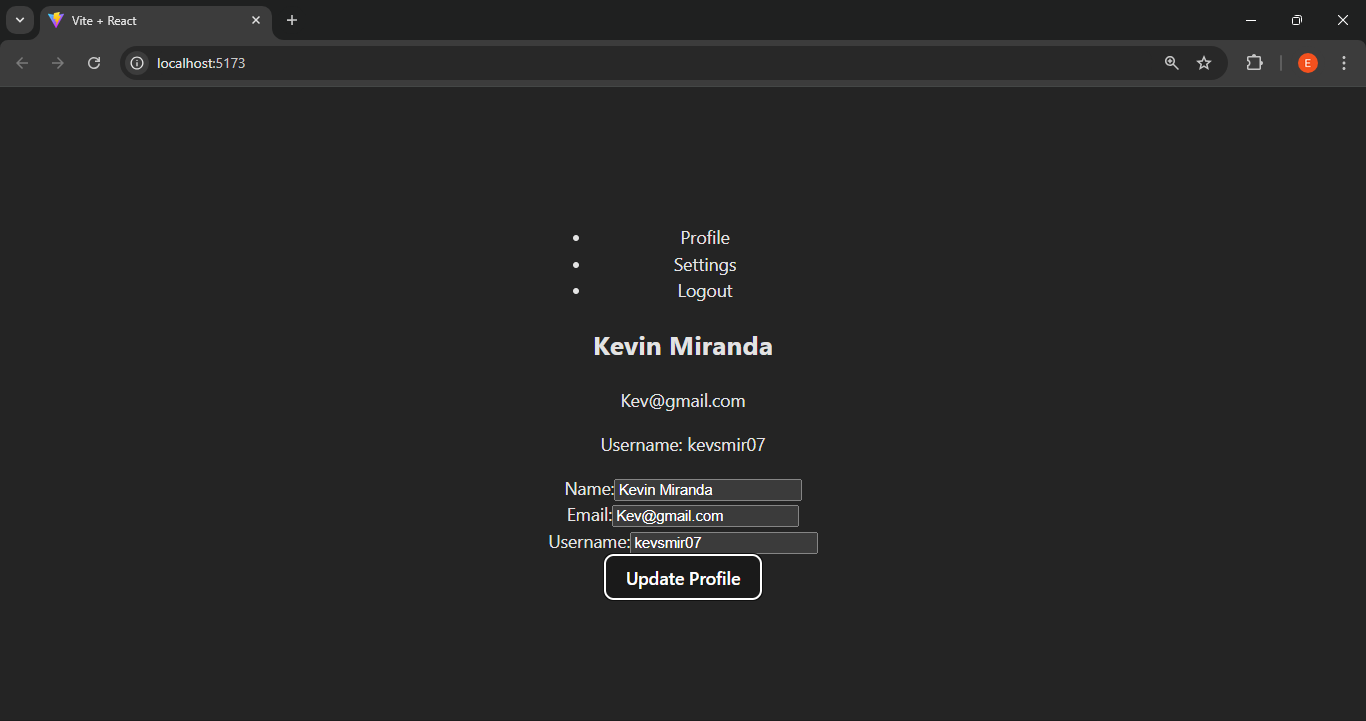 Vite + React
localhost:5173
E
Profile
Settings
Logout
Kevin Miranda
Kev@gmail.com
Username: kevsmir07
Name: Kevin Miranda
Email: Kev@gmail.com
Username: kevsmir07
Update Profile